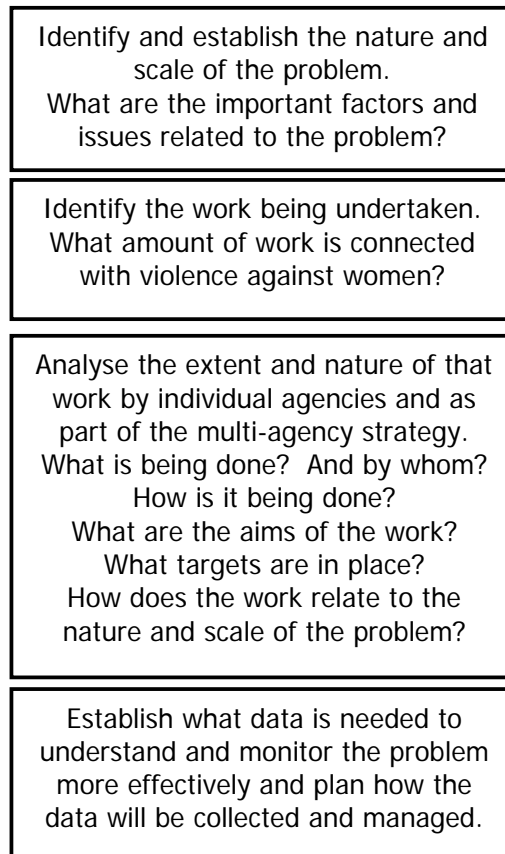 Identify and establish the nature and
scale of the problem.
What are the important factors and
issues related to the problem?
Identify the work being undertaken.
What amount of work is connected
with violence against women?
Analyse the extent and nature of that
work by individual agencies and as
part of the multi-agency strategy.
What is being done?  And by whom?
How is it being done?
What are the aims of the work?
What targets are in place?
How does the work relate to the
nature and scale of the problem?
Establish what data is needed to
understand and monitor the problem
more effectively and plan how the
data will be collected and managed.